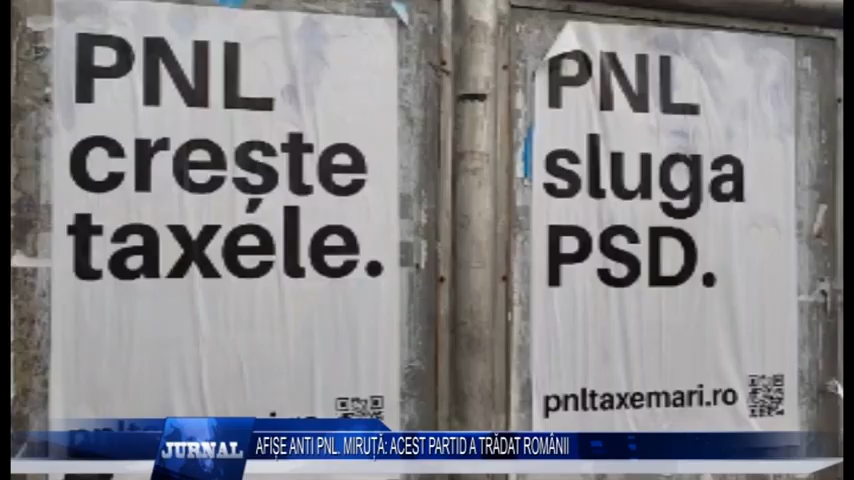 PNL
crește
taxele.
PNL
sluga
PSD.
pnltaxemari.ro
JURNAL
AFIȘE ANTI PNL. MIRUȚĂ: ACEST PARTID A TRĂDAT ROMÂNII